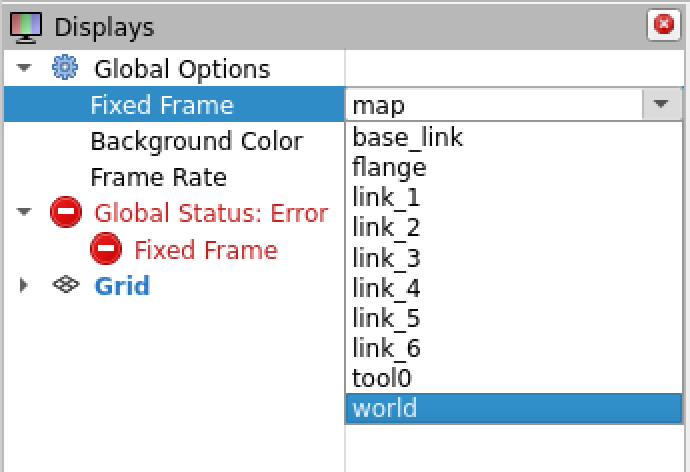 Displays
Global Options
Fixed Frame map
Background Color base_link
flange
Frame Rate link_1
link_2
Global Status: Error link_3
Fixed Frame link_4
Grid link_5
link_6
tool0
world